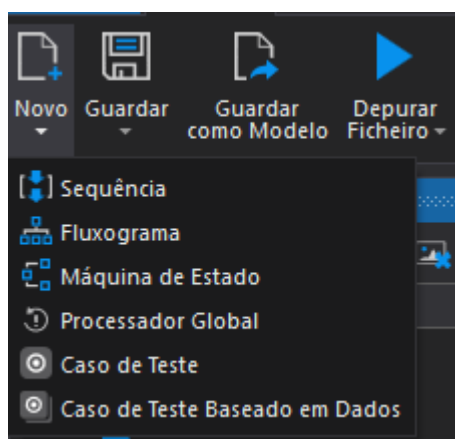 Novo
Guardar
Guardar
como Modelo
Depurar
Ficheiro
Sequência
Fluxograma
Máquina de Estado
Processador Global
Caso de Teste
Caso de Teste Baseado em Dados